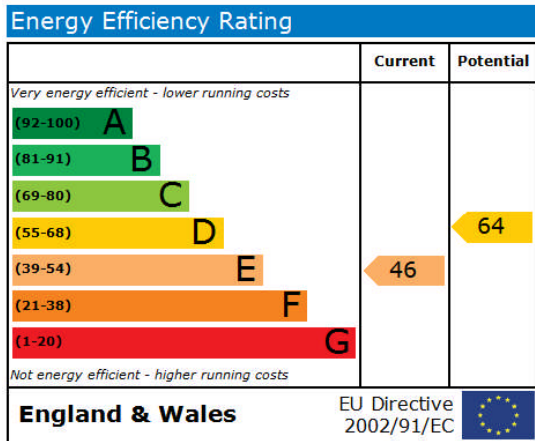 Energy Efficiency Rating
Current Potential
Very energy efficient - lower running costs
(92-100) A
(81-91) B
(69-80) C
(55-68) D
64
(39-54) E
46
(21-38) F
(1-20) G
Not energy efficient - higher running costs
England & Wales
EU Directive
2002/91/EC